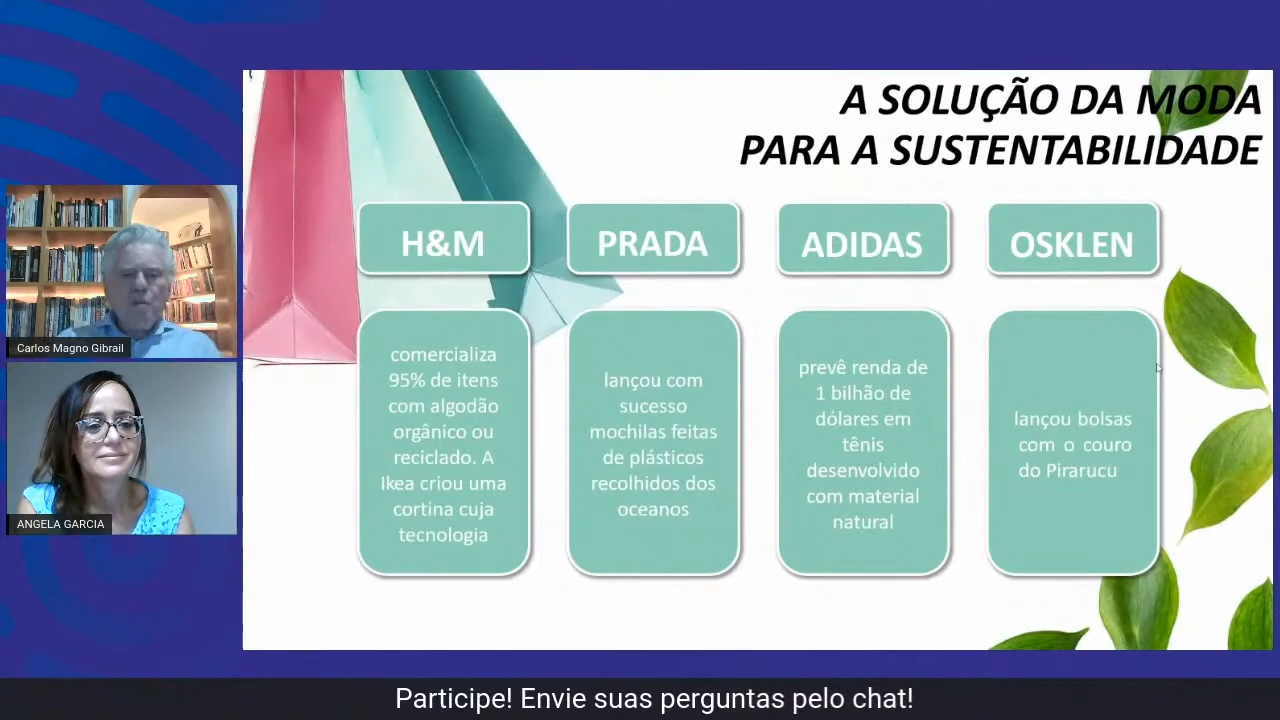 A SOLUÇÃO DA MODA
PARA A SUSTENTABILIDADE
H&M
PRADA
ADIDAS
OSKLEN
comercializa
95% de itens
com algodão
orgânico ou
reciclado. A
Ikea criou uma
cortina cuja
tecnologia
lançou com
sucesso
mochilas feitas
de plásticos
recolhidos dos
oceanos
prevê renda de
1 bilhão de
dólares em
tênis
desenvolvido
com material
natural
lançou bolsas
com o couro
do Pirarucu
Carlos Magno Gibrail
ANGELA GARCIA
Participe! Envie suas perguntas pelo chat!